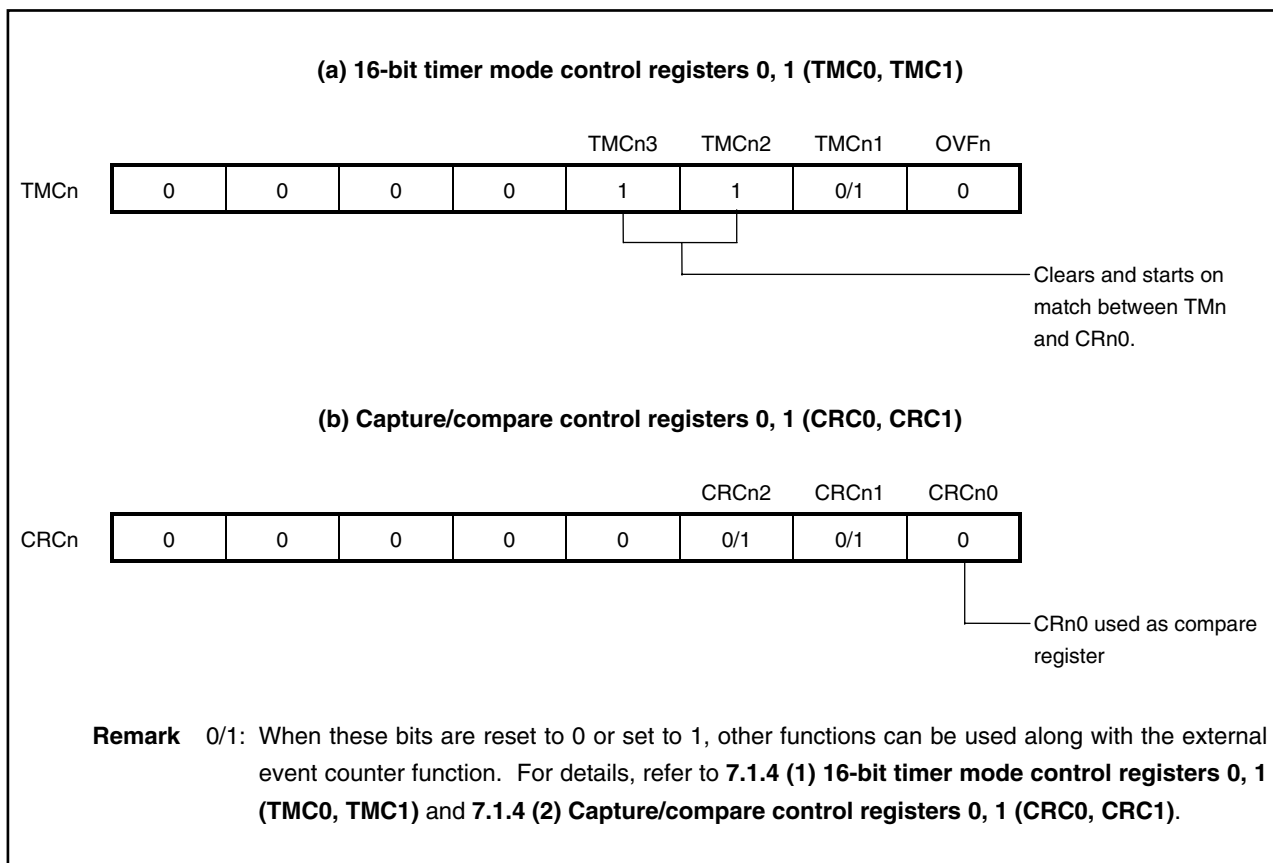 (a) 16-bit timer mode control registers 0, 1 (TMC0, TMC1)
TMCn3 TMCn2 TMCn1 OVFn
TMCn 0 0 0 0 1 1 0/1 0
Clears and starts on
match between TMn
and CRn0.
(b) Capture/compare control registers 0, 1 (CRC0, CRC1)
CRCn2 CRCn1 CRCn0
CRCn 0 0 0 0 0 0/1 0/1 0
CRn0 used as compare
register
Remark 0/1: When these bits are reset to 0 or set to 1, other functions can be used along with the external
event counter function. For details, refer to 7.1.4 (1) 16-bit timer mode control registers 0, 1
(TMC0, TMC1) and 7.1.4 (2) Capture/compare control registers 0, 1 (CRC0, CRC1).